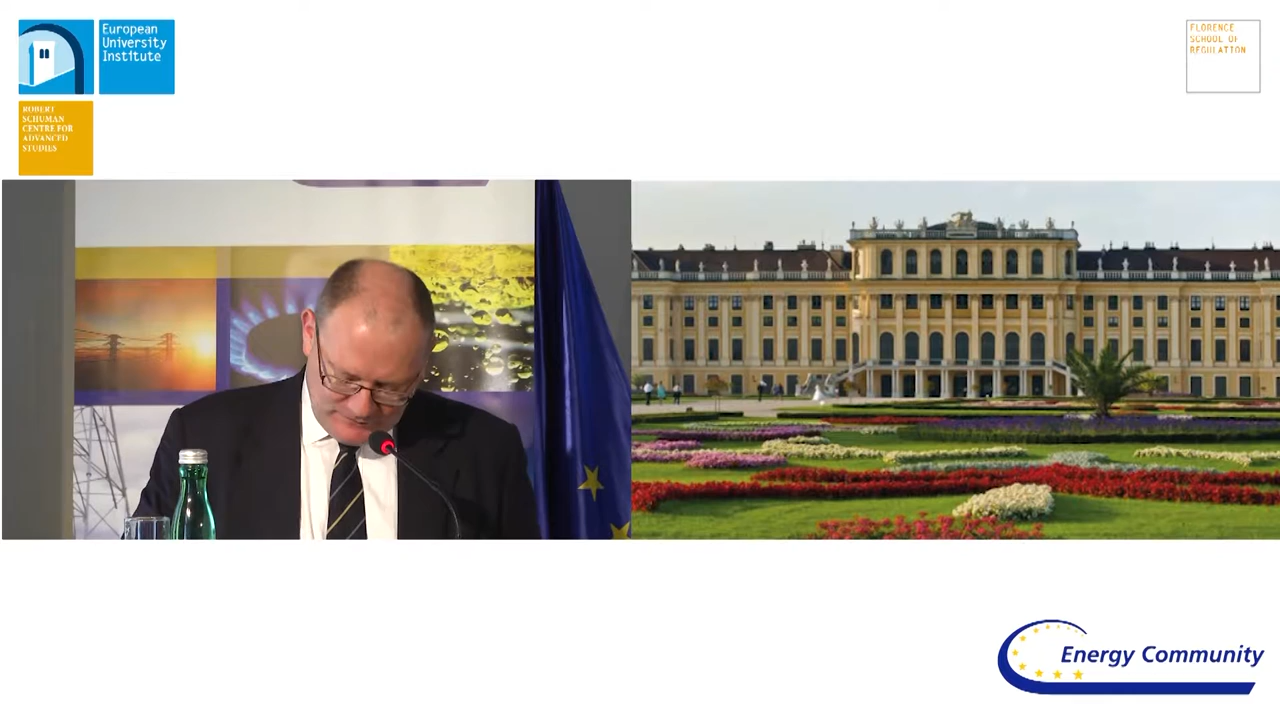 European
University
Institute
FLORENCE
SCHOOL OF
REGULATION
ROBERT
SCHUMAN
CENTRE FOR
ADVANCED
STUDIES
Energy Community